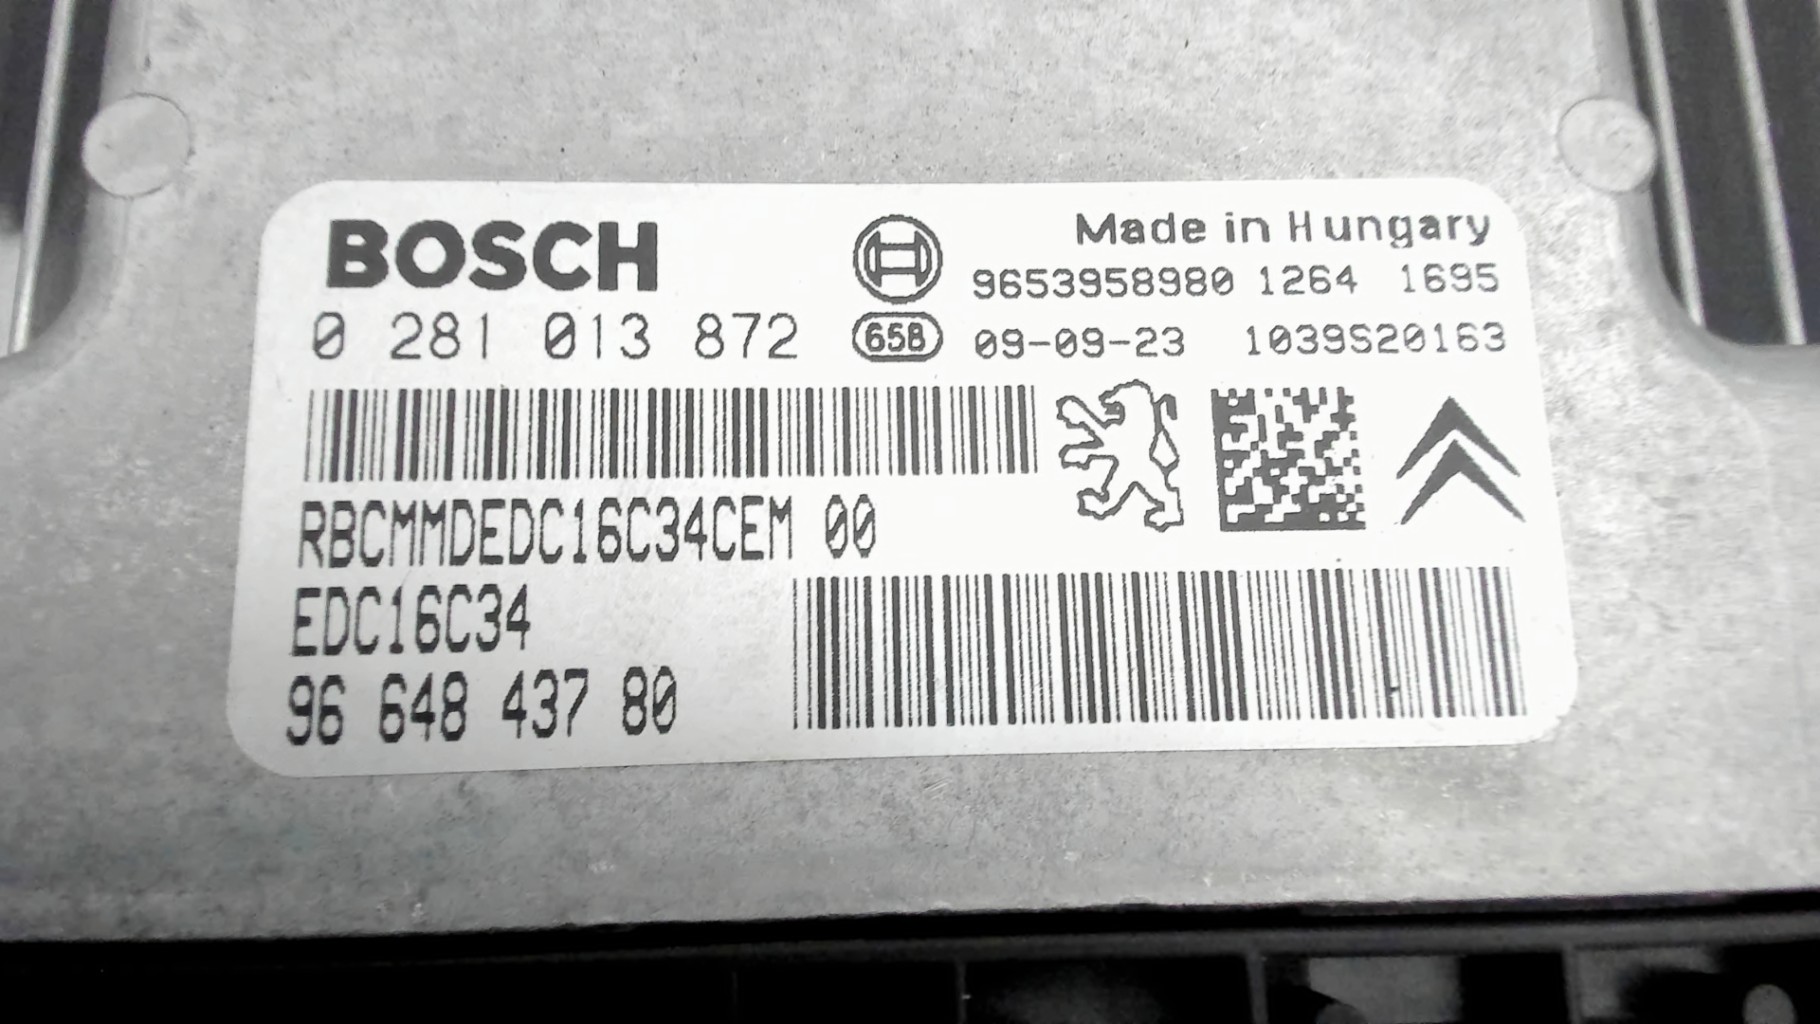 BOSCH
Made in Hungary
9653958980 1264 1695
0 281 013 872
658
09-09-23 1039S20163
RBCMMDEDC16C34CEM 00
EDC16C34
96 648 437 80